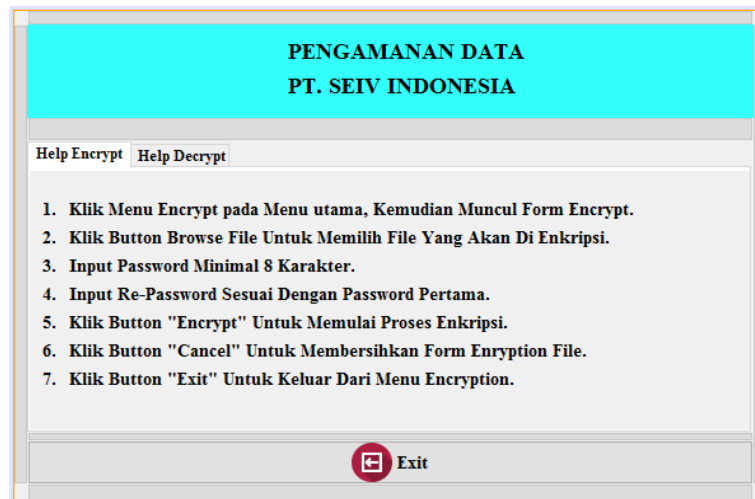 PENGAMANAN DATA
PT. SEIV INDONESIA
Help Encrypt Help Decrypt
1. Klik Menu Encrypt pada Menu utama, Kemudian Muncul Form Encrypt.
2. Klik Button Browse File Untuk Memilih File Yang Akan Di Enkripsi.
3. Input Password Minimal 8 Karakter.
4. Input Re-Password Sesuai Dengan Password Pertama.
5. Klik Button "Encrypt" Untuk Memulai Proses Enkripsi.
6. Klik Button "Cancel" Untuk Membersihkan Form Enryption File.
7. Klik Button "Exit" Untuk Keluar Dari Menu Encryption.
Exit